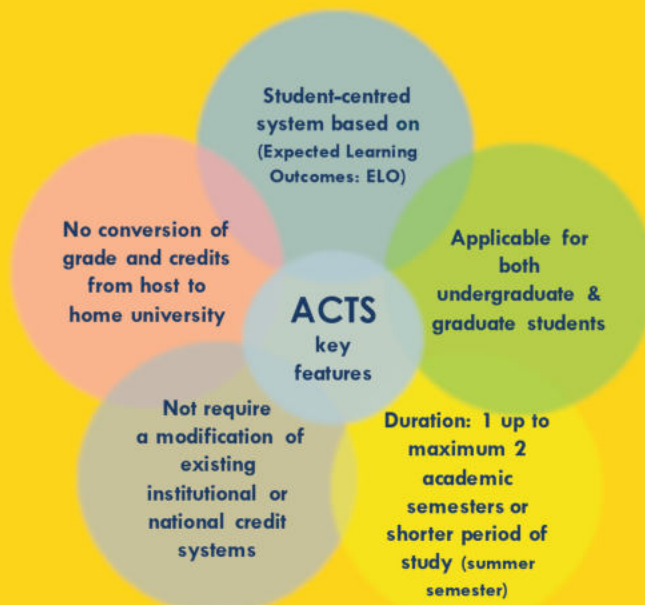 Student-centred
system based on
(Expected Learning
Outcomes: ELO)
No conversion of
grade and credits
from host to
home university
Applicable for
both
undergraduate &
graduate students
ACTS
key
features
Not require
a modification of
existing
institutional or
national credit
systems
Duration: 1 up to
maximum 2
academic
semesters or
shorter period of
study (summer
semester)